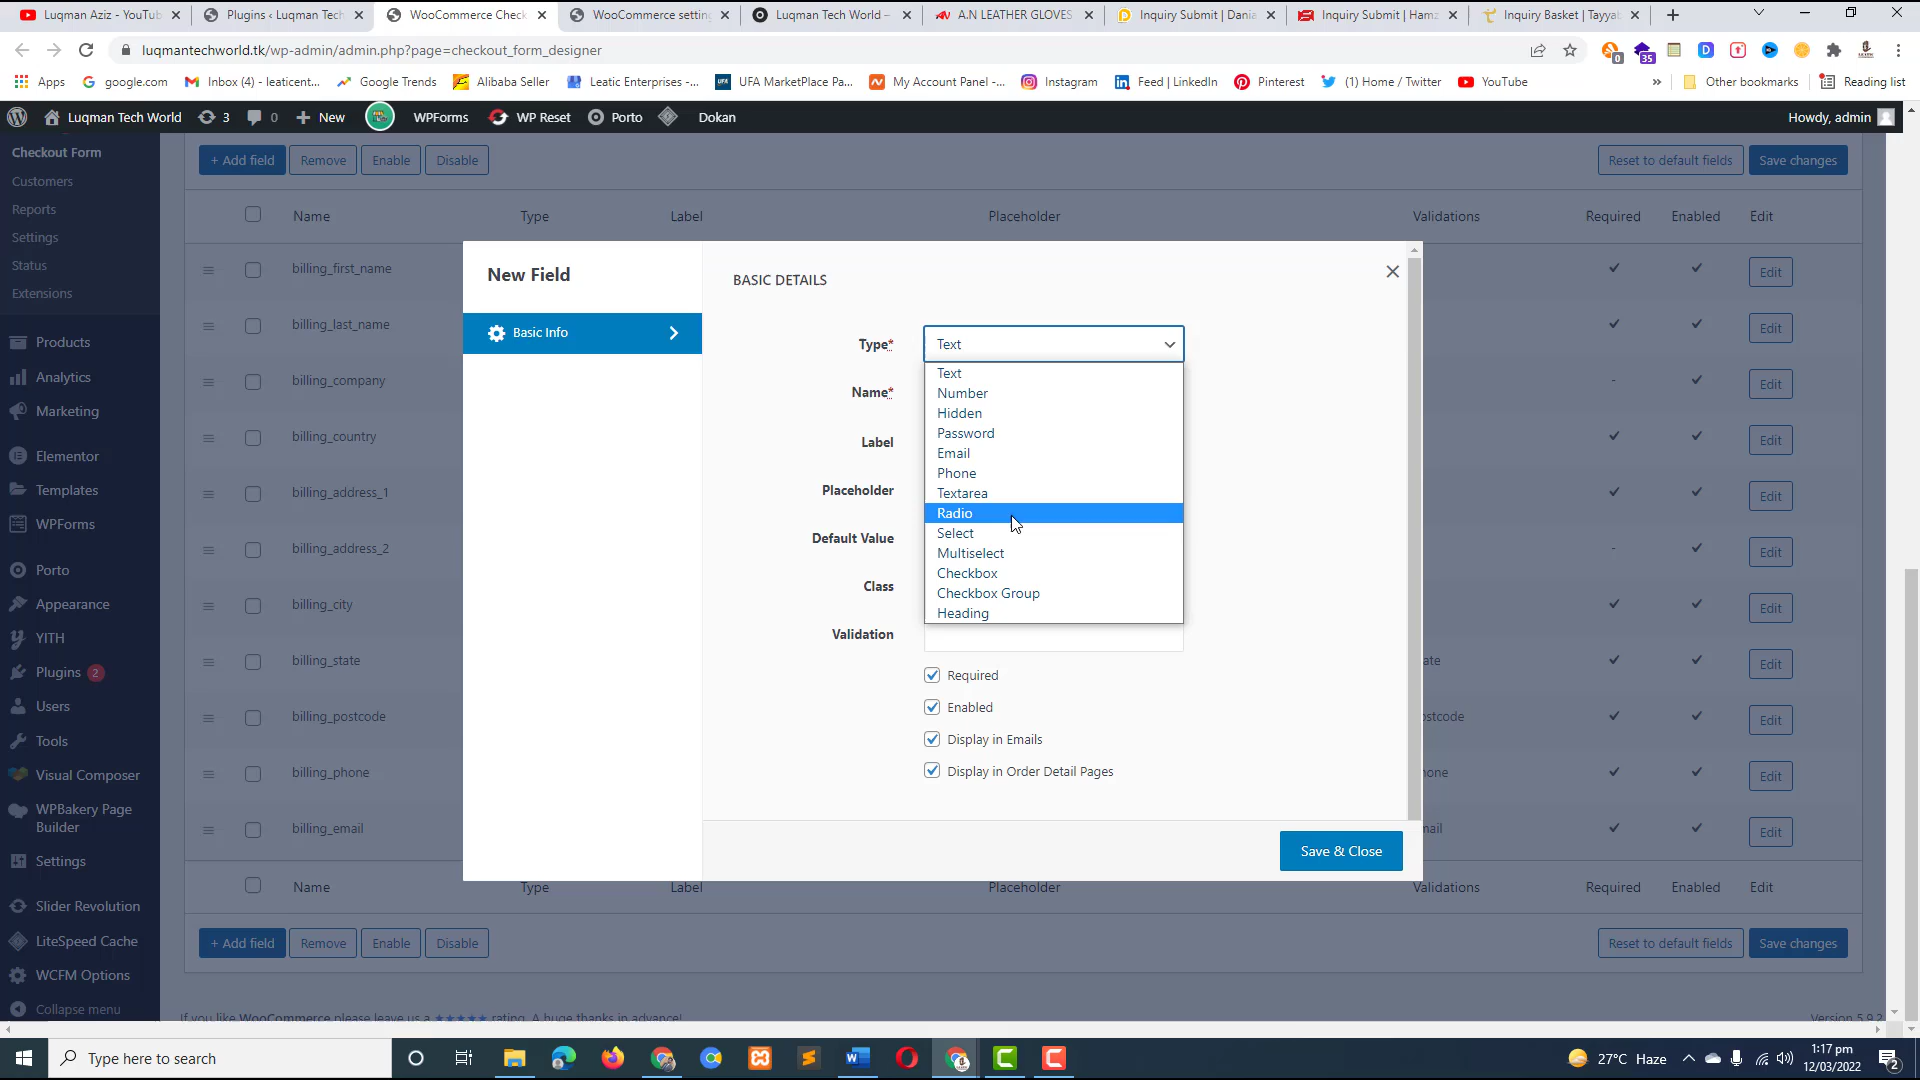 Luqman Aziz - YouTub
Plugins ‹ Luqman Tech
WooCommerce Check
WooCommerce setting
Luqman Tech World –
A.N LEATHER GLOVES
Inquiry Submit | Dania
Inquiry Submit | Hamz
Inquiry Basket | Tayyab
luqmantechworld.tk/wp-admin/admin.php?page=checkout_form_designer
0
35
Apps
google.com
Inbox (4) - leaticent...
Google Trends
Alibaba Seller
Leatic Enterprises -...
UFA MarketPlace Pa...
My Account Panel -...
Instagram
Feed | LinkedIn
Pinterest
(1) Home / Twitter
YouTube
»
Other bookmarks
Reading list
Luqman Tech World
3
0
+ New
WPForms
WP Reset
Porto
Dokan
Howdy, admin
Checkout Form
Customers
Reports
Settings
Status
Extensions
Products
Analytics
Marketing
Elementor
Templates
WPForms
Porto
Appearance
YITH
Plugins 2
Users
Tools
Visual Composer
WPBakery Page
Builder
Settings
Slider Revolution
LiteSpeed Cache
WCFM Options
Collapse menu
+ Add field
Remove
Enable
Disable
Reset to default fields
Save changes
Name
Type
Label
Placeholder
Validations
Required
Enabled
Edit
billing_first_name
Edit
billing_last_name
Edit
billing_company
-
Edit
billing_country
Edit
billing_address_1
Edit
billing_address_2
-
Edit
billing_city
Edit
billing_state
ate
Edit
billing_postcode
ostcode
Edit
billing_phone
hone
Edit
billing_email
mail
Edit
New Field
Basic Info
BASIC DETAILS
Type*
Text
Text
Number
Hidden
Password
Email
Phone
Textarea
Radio
Select
Multiselect
Checkbox
Checkbox Group
Heading
Name*
Label
Placeholder
Default Value
Class
Validation
Required
Enabled
Display in Emails
Display in Order Detail Pages
Save & Close
Name
Type
Label
Placeholder
Validations
Required
Enabled
Edit
+ Add field
Remove
Enable
Disable
Reset to default fields
Save changes
If you like WooCommerce please leave us a ★★★★★ rating. A huge thanks in advance!
Version 5.9.2
Type here to search
27°C Haze
1:17 pm
12/03/2022
2